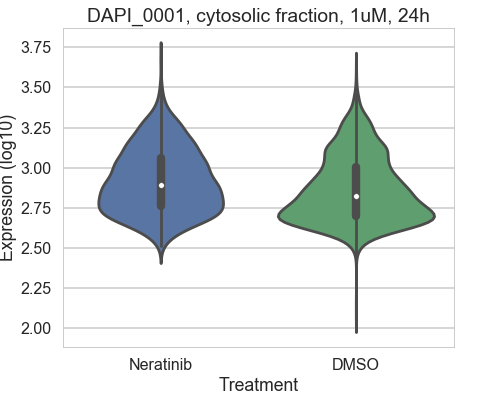 DAPI_0001, cytosolic fraction, 1uM, 24h
Expression (log10)
3.75
3.50
3.25
3.00
2.75
2.50
2.25
2.00
Neratinib
DMSO
Treatment